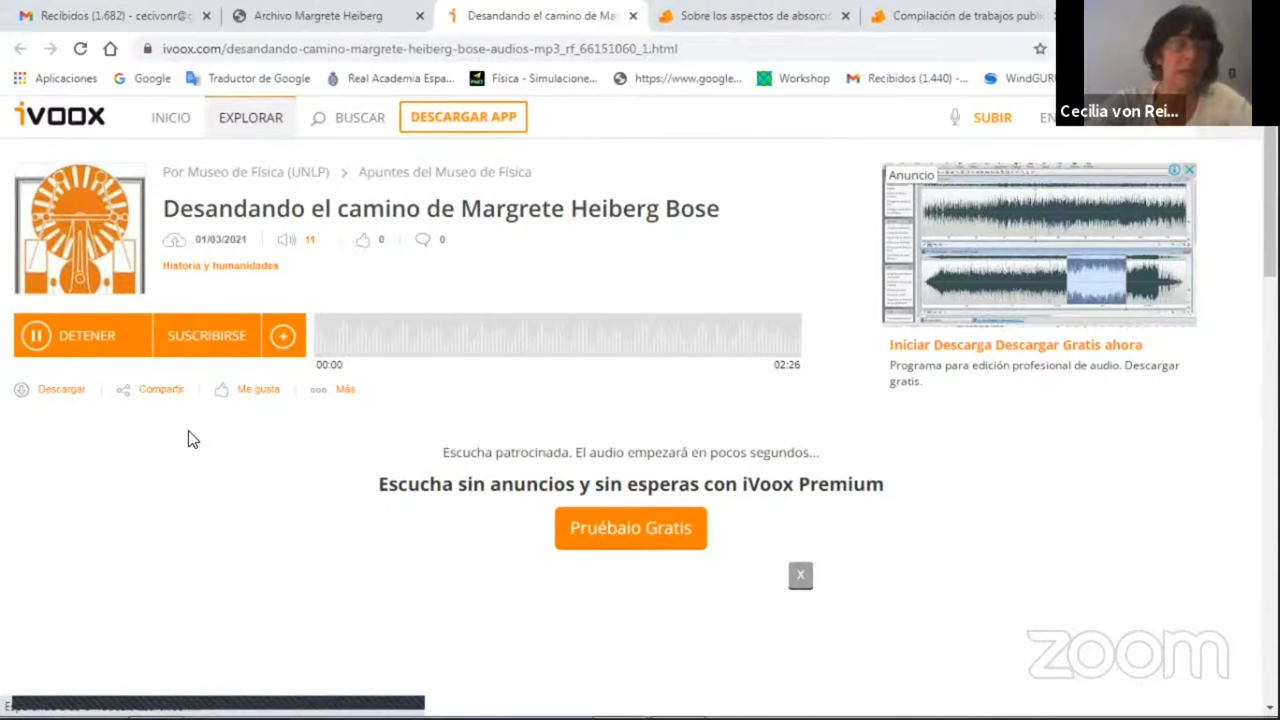 Recibidos (1.682) - cecivonr@g
Archivo Margrete Heiberg
Desandando el camino de Ma
Sobre los aspectos de absorció
Compilación de trabajos publ
ivoox.com/desandando-camino-margrete-heiberg-bose-audios-mp3_rf_66151060_1.html
Aplicaciones
Google
Traductor de Google
Real Academia Espa...
Física - Simulacione...
https://www.google...
Workshop
Recibidos (1.440) -...
WindGURU
Cecilia von Rei...
iVOOX
INICIO
EXPLORAR
BUSCAR
DESCARGAR APP
SUBIR
EN
Por Museo de Física (UNLP) > Apuntes del Museo de Física
Desandando el camino de Margrete Heiberg Bose
01/03/2021
11
0
0
Historia y humanidades
DETENER
SUSCRIBIRSE
00:00
02:26
Descargar
Compartir
Me gusta
Más
Anuncio
Iniciar Descarga Descargar Gratis ahora
Programa para edición profesional de audio. Descargar
gratis.
Escucha patrocinada. El audio empezará en pocos segundos...
Escucha sin anuncios y sin esperas con iVoox Premium
Pruébalo Gratis
X
zoom